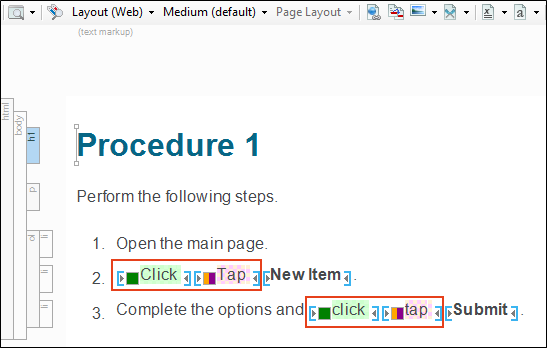 Layout (Web) Medium (default) Page Layout
(text markup)
html
body
h1
Procedure 1
p
Perform the following steps.
ol
li
1. Open the main page.
li
2. Click Tap New Item .
li
3. Complete the options and click tap Submit .